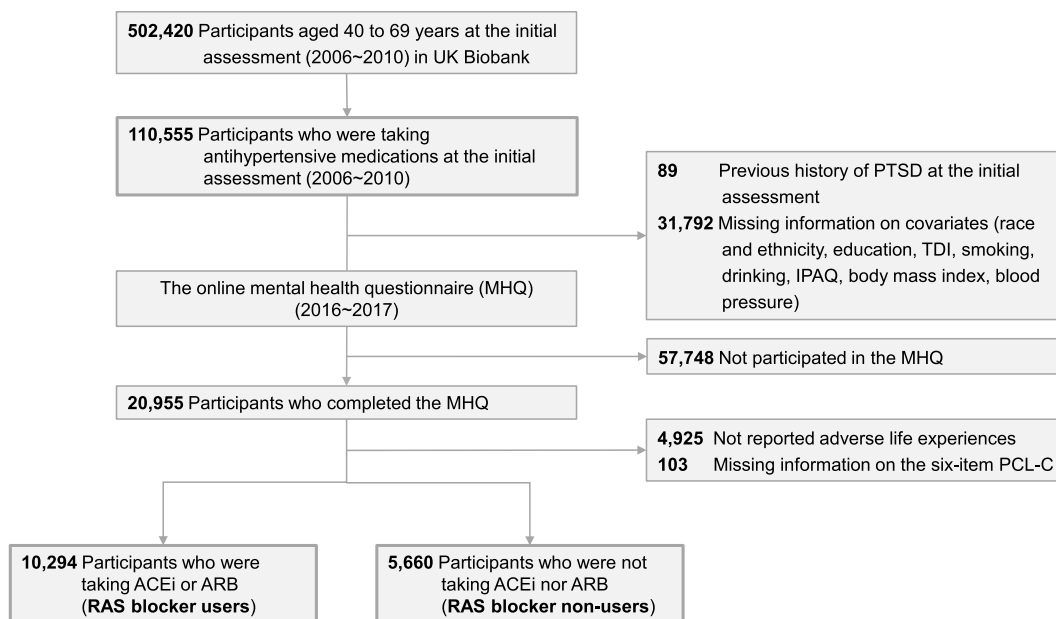 502,420 Participants aged 40 to 69 years at the initial
assessment (2006~2010) in UK Biobank
110,555 Participants who were taking
antihypertensive medications at the initial
assessment (2006~2010)
89 Previous history of PTSD at the initial
assessment
31,792 Missing information on covariates (race
and ethnicity, education, TDI, smoking,
drinking, IPAQ, body mass index, blood
pressure)
The online mental health questionnaire (MHQ)
(2016~2017)
57,748 Not participated in the MHQ
20,955 Participants who completed the MHQ
4,925 Not reported adverse life experiences
103 Missing information on the six-item PCL-C
10,294 Participants who were
taking ACEi or ARB
(RAS blocker users)
5,660 Participants who were not
taking ACEi nor ARB
(RAS blocker non-users)